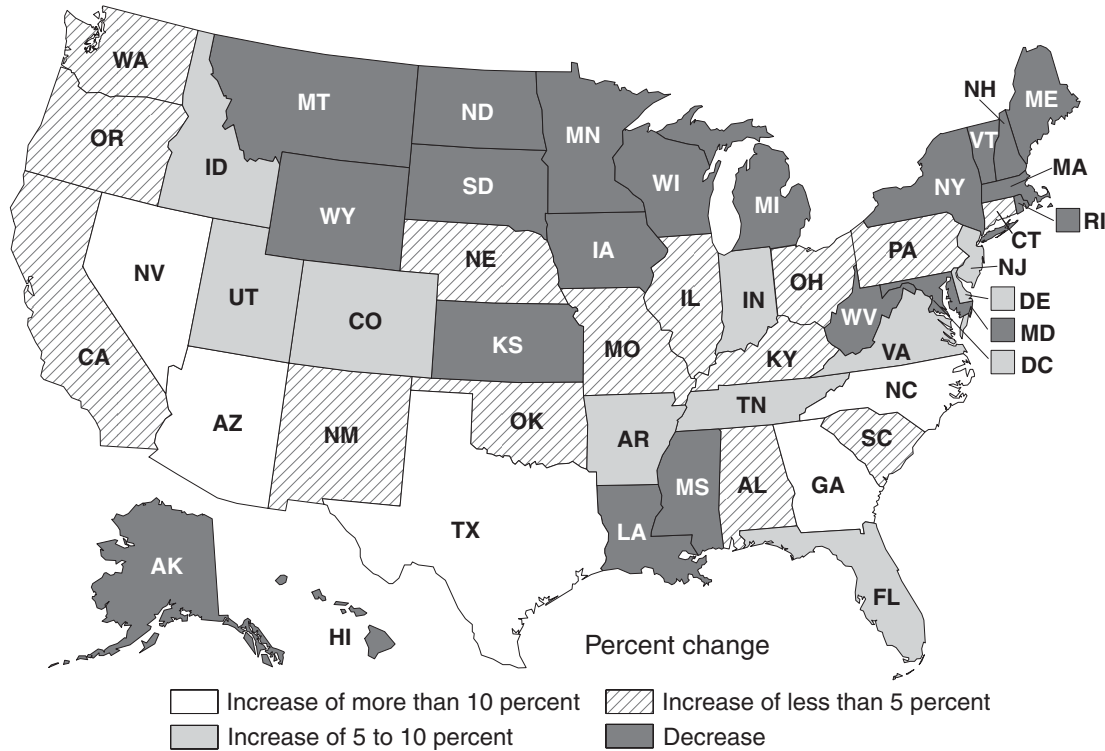 WA
MT
ND
MN
NH
ME
VT
OR
ID
SD
WI
MI
NY
MA
WY
RI
NE
IA
PA
CT
NV
UT
CO
IL
IN
OH
NJ
DE
KS
MO
WV
MD
CA
KY
VA
DC
AZ
NM
OK
AR
TN
NC
SC
MS
AL
GA
TX
LA
AK
FL
HI
Percent change
Increase of more than 10 percent
Increase of less than 5 percent
Increase of 5 to 10 percent
Decrease